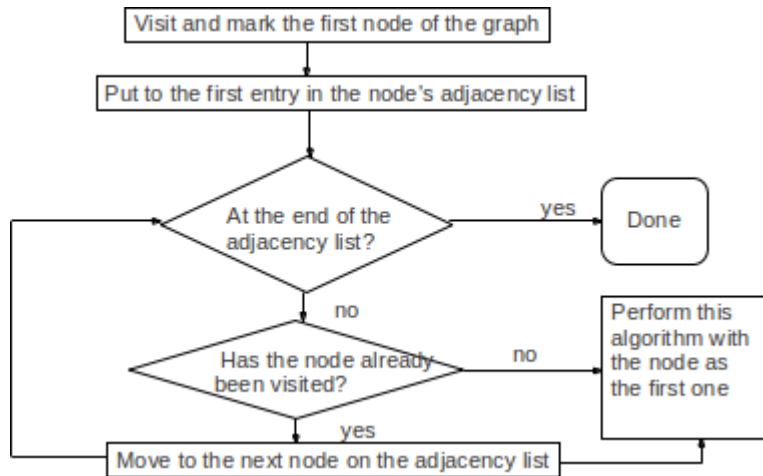 Visit and mark the first node of the graph
Put to the first entry in the node's adjacency list
At the end of the
adjacency list?
yes
Done
no
Has the node already
been visited?
no
Perform this
algorithm with
the node as
the first one
yes
Move to the next node on the adjacency list